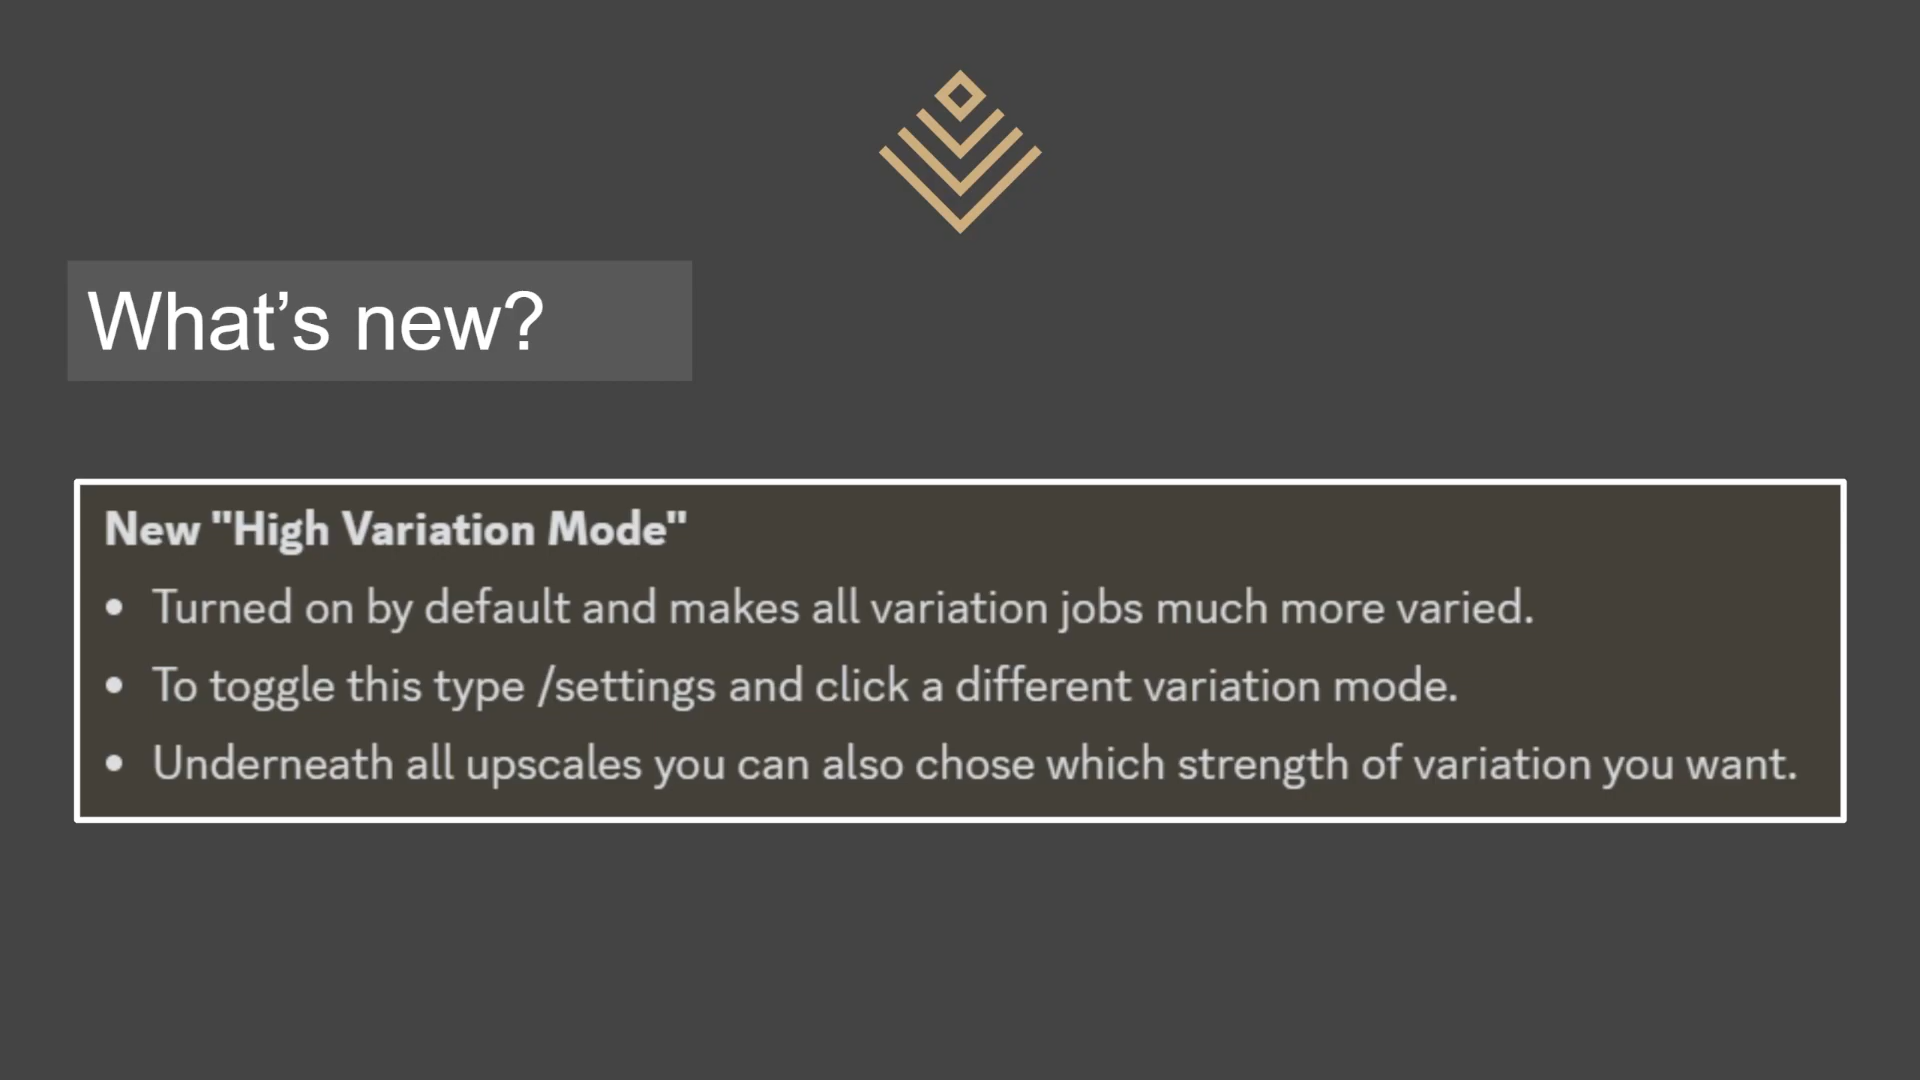 What’s new?
New "High Variation Mode"
• Turned on by default and makes all variation jobs much more varied.
• To toggle this type /settings and click a different variation mode.
• Underneath all upscales you can also chose which strength of variation you want.